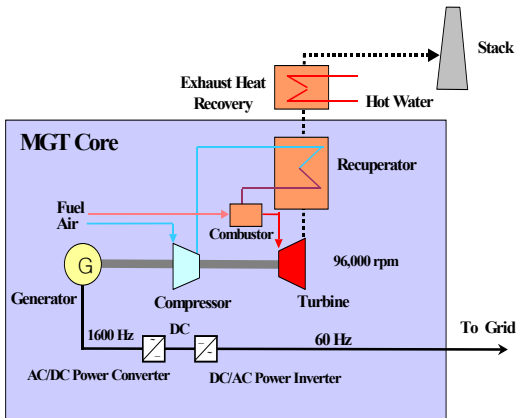 Stack
Exhaust Heat
Recovery
Hot Water
MGT Core
Recuperator
Fuel
Air
Combustor
96,000 rpm
G
Generator
Compressor
Turbine
1600 Hz
DC
60 Hz
To Grid
AC/DC Power Converter
DC/AC Power Inverter